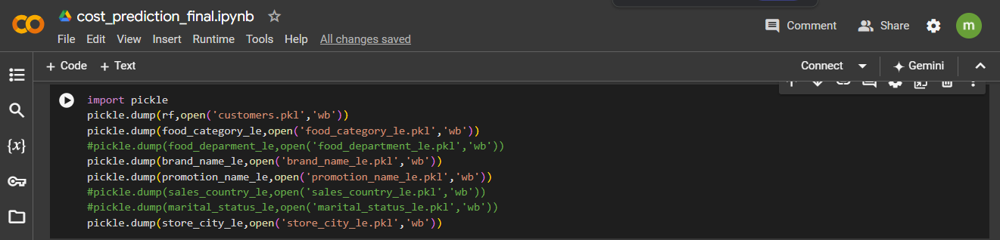 cost_prediction_final.ipynb
File Edit View Insert Runtime Tools Help All changes saved
Comment Share m
+ Code + Text Connect Gemini
{x}
import pickle
pickle.dump(rf,open('customers.pkl','wb'))
pickle.dump(food_category_le,open('food_category_le.pkl','wb'))
#pickle.dump(food_deparment_le,open('food_department_le.pkl','wb'))
pickle.dump(brand_name_le,open('brand_name_le.pkl','wb'))
pickle.dump(promotion_name_le,open('promotion_name_le.pkl','wb'))
#pickle.dump(sales_country_le,open('sales_country_le.pkl','wb'))
#pickle.dump(marital_status_le,open('marital_status_le.pkl','wb'))
pickle.dump(store_city_le,open('store_city_le.pkl','wb'))